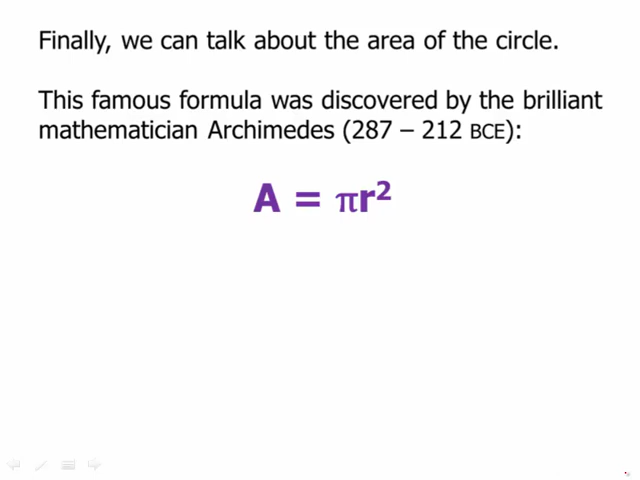 Finally, we can talk about the area of the circle.
This famous formula was discovered by the brilliant
mathematician Archimedes (287 – 212 BCE):
A = πr²